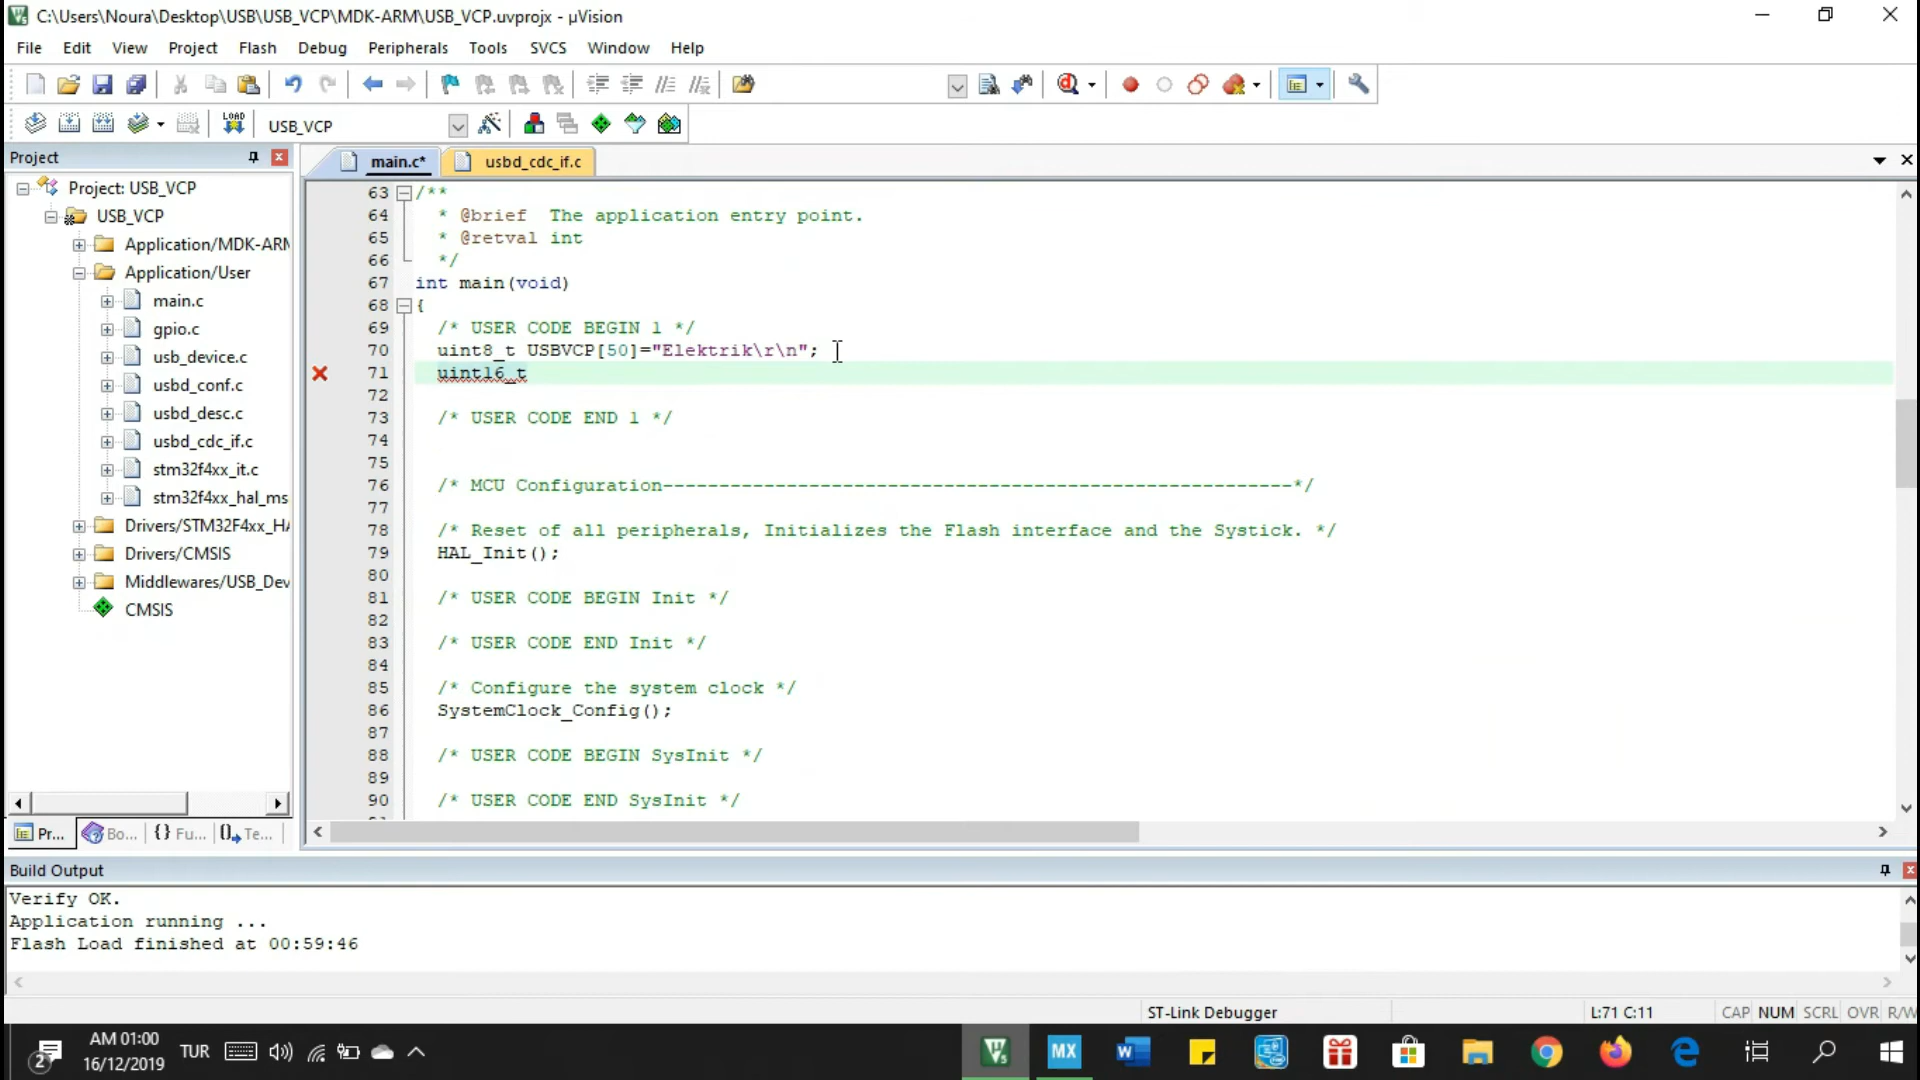 C:\Users\Noura\Desktop\USB\USB_VCP\MDK-ARM\USB_VCP.uvprojx - µVision
File Edit View Project Flash Debug Peripherals Tools SVCS Window Help
LOAD
USB_VCP
Project
main.c*
usbd_cdc_if.c
Project: USB_VCP
USB_VCP
Application/MDK-ARM
Application/User
main.c
gpio.c
usb_device.c
usbd_conf.c
usbd_desc.c
usbd_cdc_if.c
stm32f4xx_it.c
stm32f4xx_hal_ms
Drivers/STM32F4xx_HA
Drivers/CMSIS
Middlewares/USB_Dev
CMSIS
Pr... Bo... {} Fu... Te...
63 /**
64 * @brief  The application entry point.
65 * @retval int
66 */
67 int main(void)
68 {
69 /* USER CODE BEGIN 1 */
70 uint8_t USBVCP[50]="Elektrik\r\n";
71 uint16_t
72
73 /* USER CODE END 1 */
74
75
76 /* MCU Configuration--------------------------------------------------------*/
77
78 /* Reset of all peripherals, Initializes the Flash interface and the Systick. */
79 HAL_Init();
80
81 /* USER CODE BEGIN Init */
82
83 /* USER CODE END Init */
84
85 /* Configure the system clock */
86 SystemClock_Config();
87
88 /* USER CODE BEGIN SysInit */
89
90 /* USER CODE END SysInit */
Build Output
Verify OK.
Application running ...
Flash Load finished at 00:59:46
ST-Link Debugger
L:71 C:11
CAP NUM SCRL OVR R/W
2
AM 01:00
16/12/2019
TUR
MX